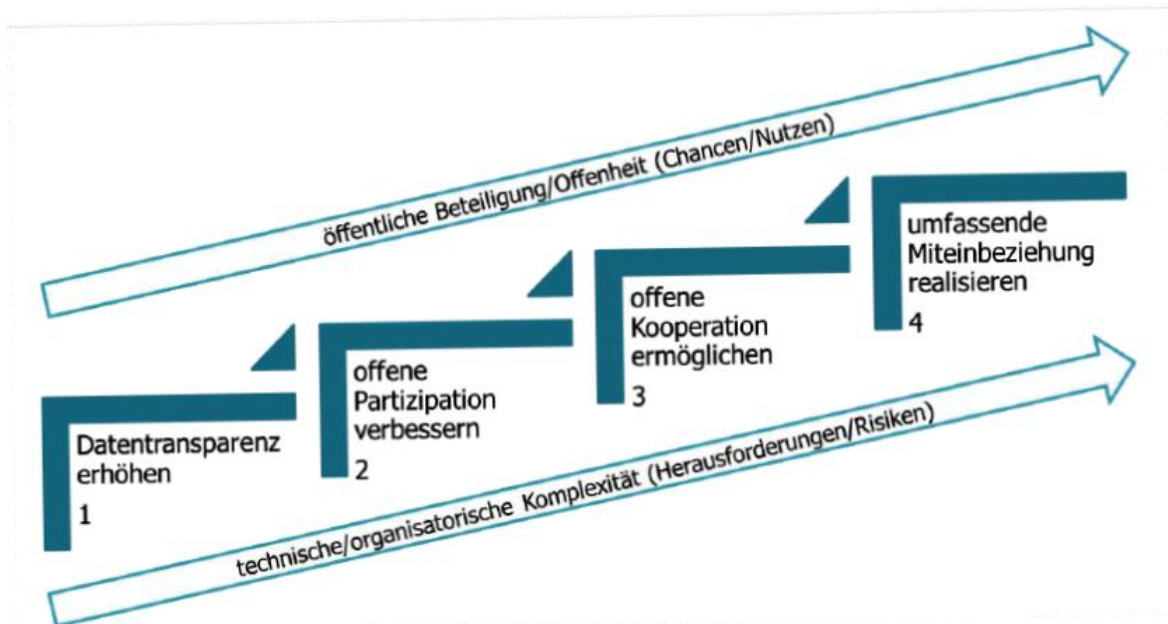 öffentliche Beteiligung/Offenheit (Chancen/Nutzen)
Datentransparenz
erhöhen
1
offene
Partizipation
verbessern
2
offene
Kooperation
ermöglichen
3
umfassende
Miteinbeziehung
realisieren
4
technische/organisatorische Komplexität (Herausforderungen/Risiken)